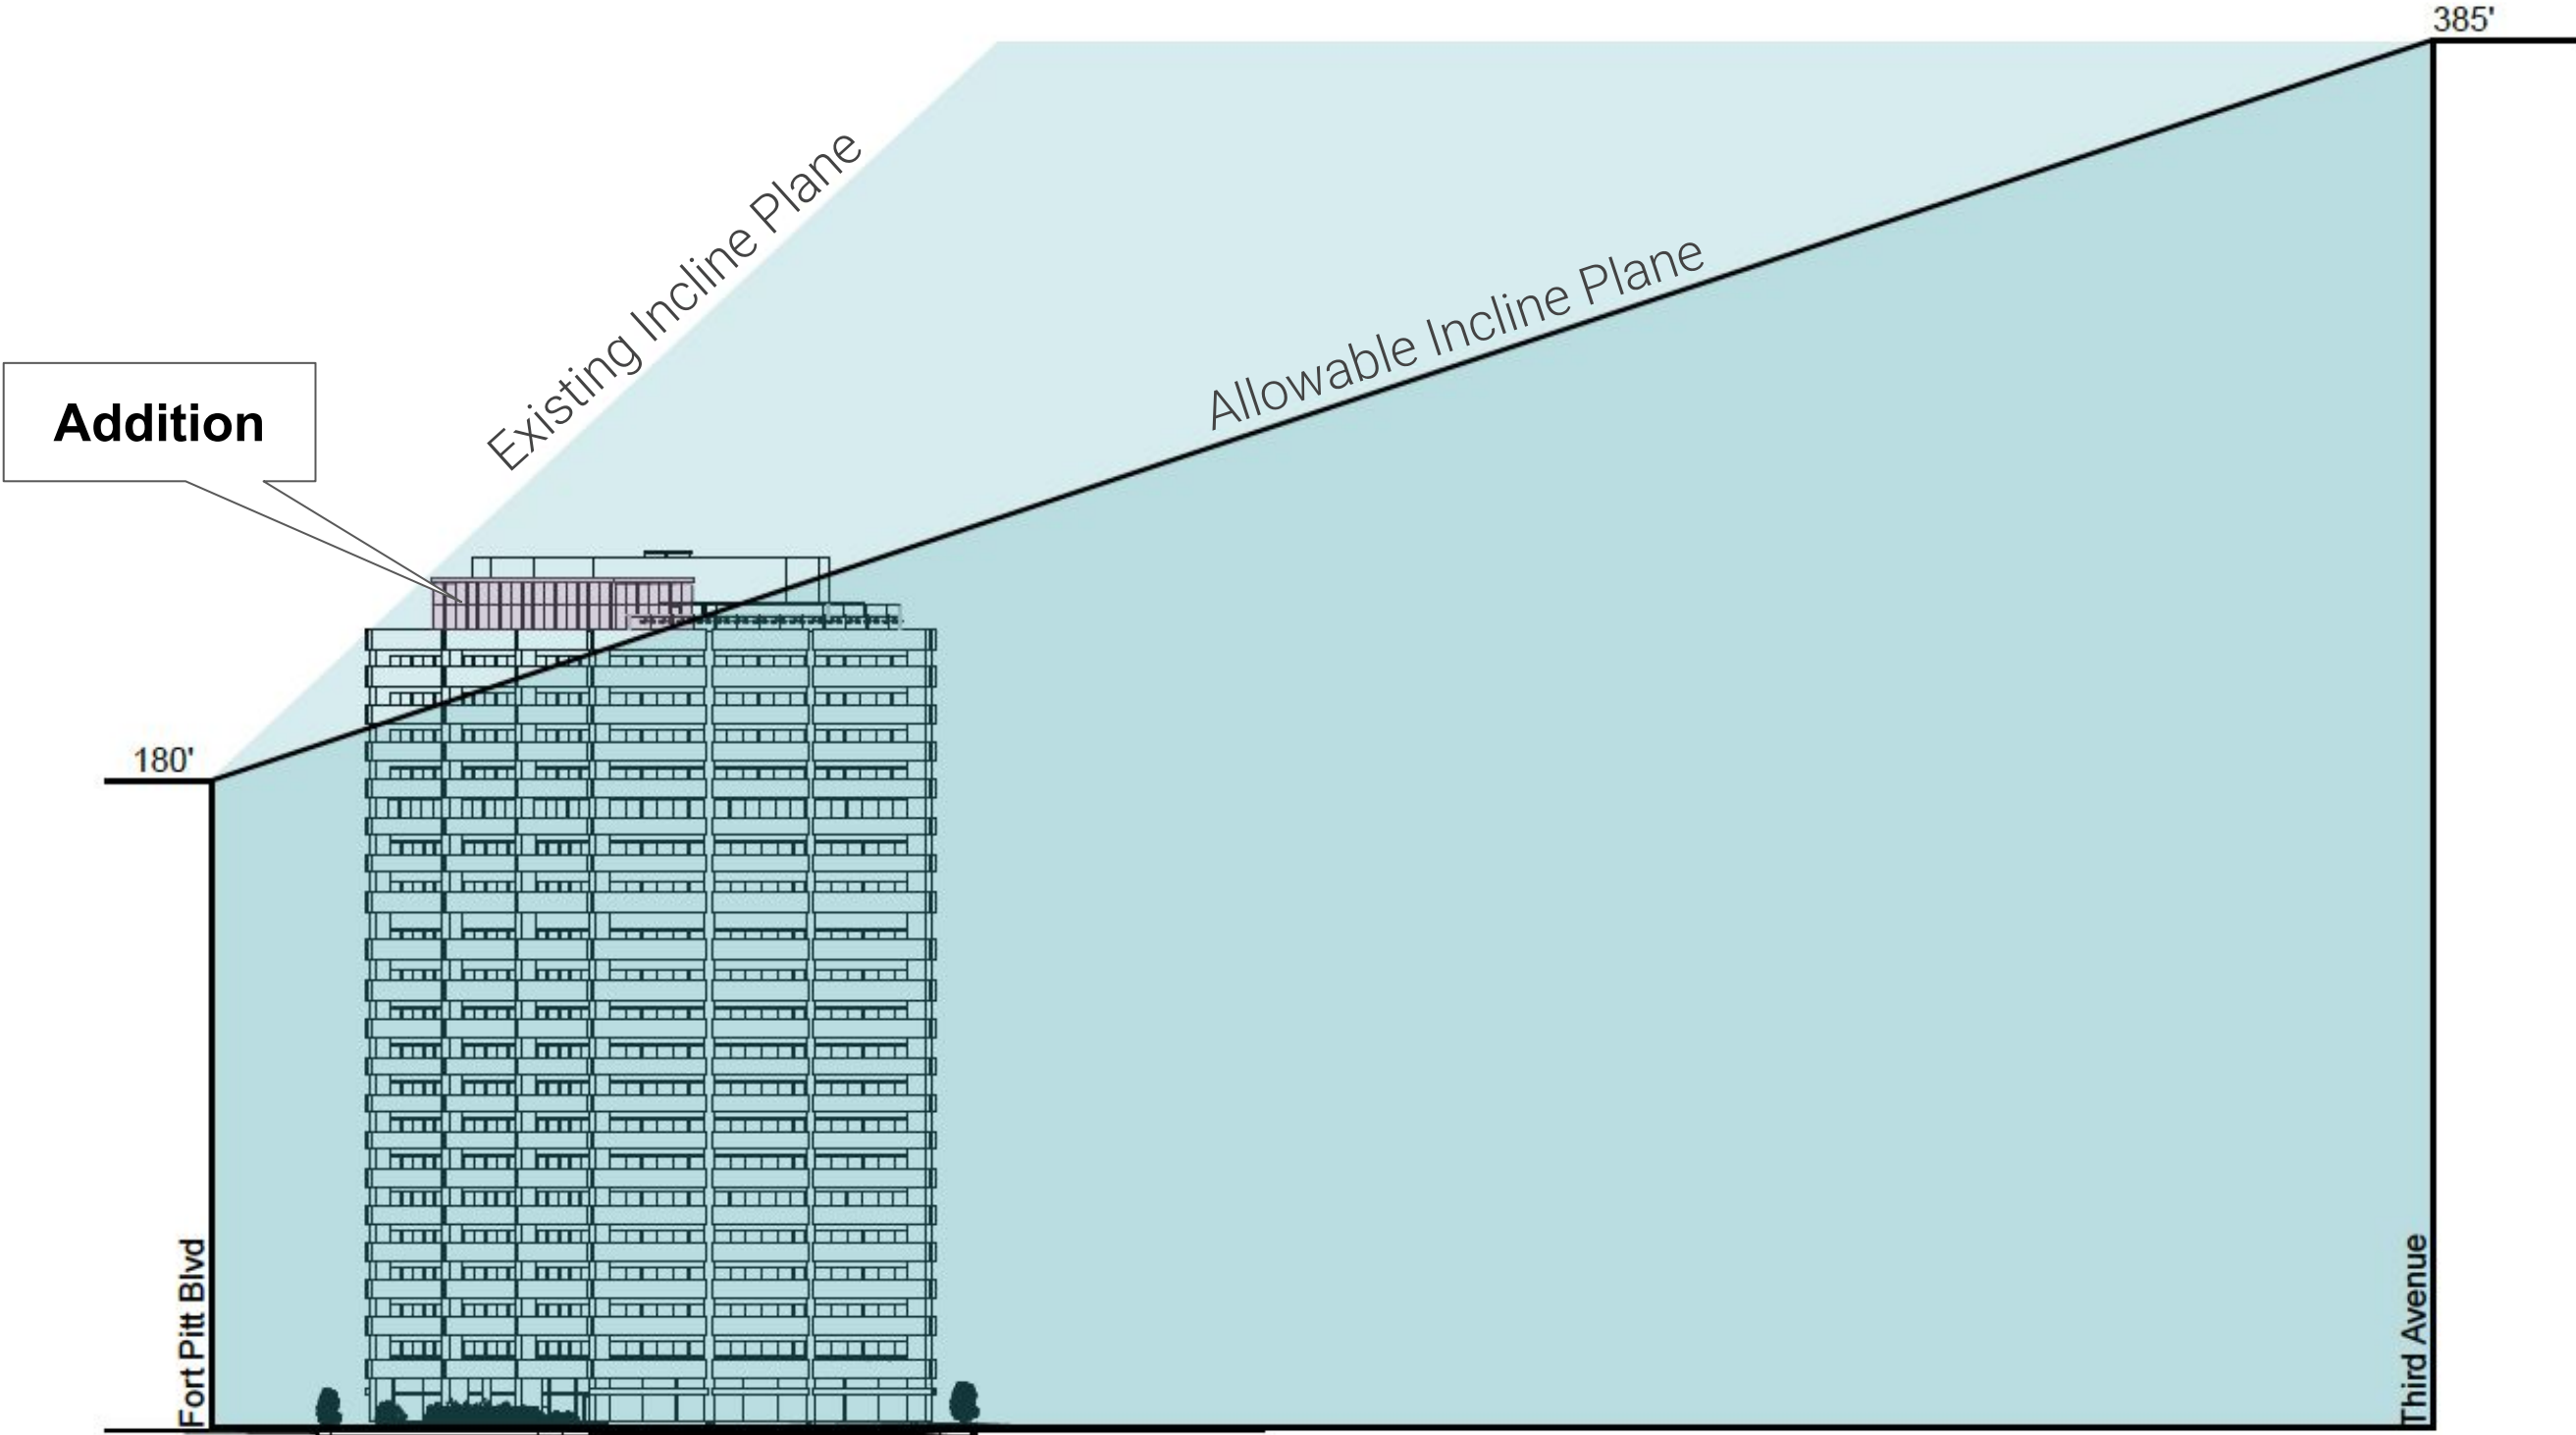 385'
Existing Incline Plane
Allowable Incline Plane
Addition
180'
Fort Pitt Blvd
Third Avenue